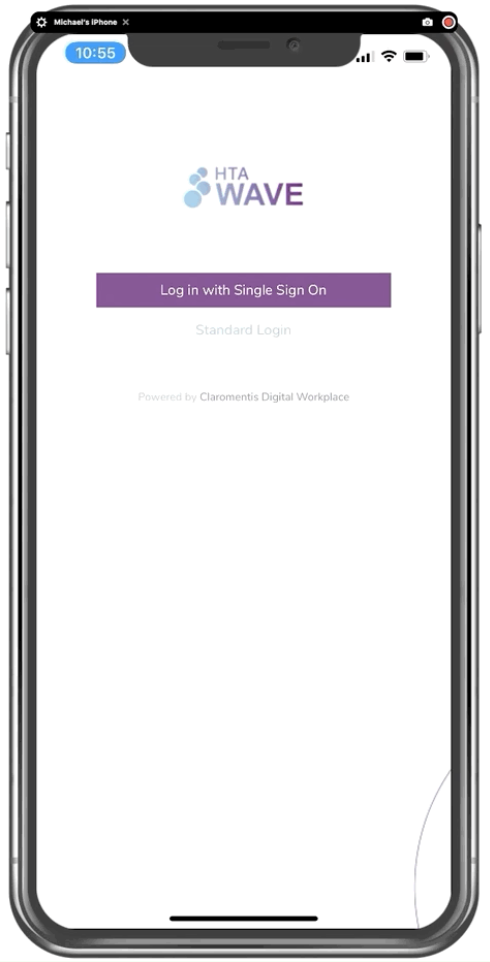 Michael's iPhone
10:55
HTA
WAVE
Log in with Single Sign On
Standard Login
Powered by Claromentis Digital Workplace